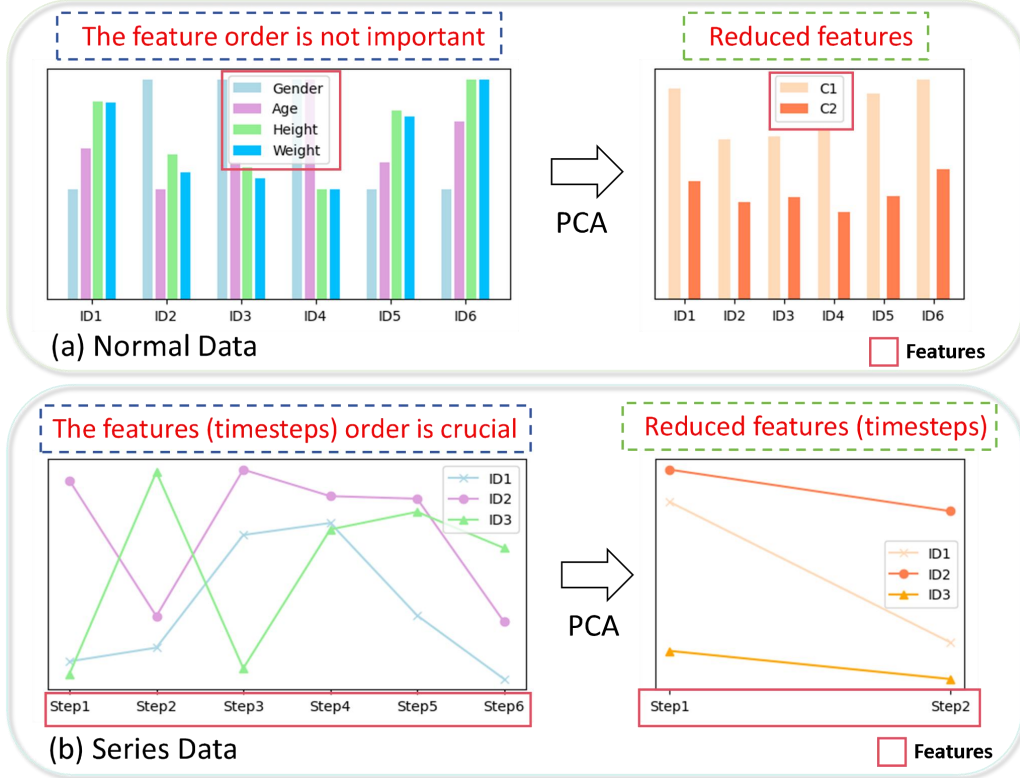 The feature order is not important
Reduced features
Gender
Age
Height
Weight
C1
C2
PCA
ID1 ID2 ID3 ID4 ID5 ID6
ID1 ID2 ID3 ID4 ID5 ID6
(a) Normal Data
Features
The features (timesteps) order is crucial
Reduced features (timesteps)
ID1
ID2
ID3
ID1
ID2
ID3
PCA
Step1 Step2 Step3 Step4 Step5 Step6
Step1 Step2
(b) Series Data
Features